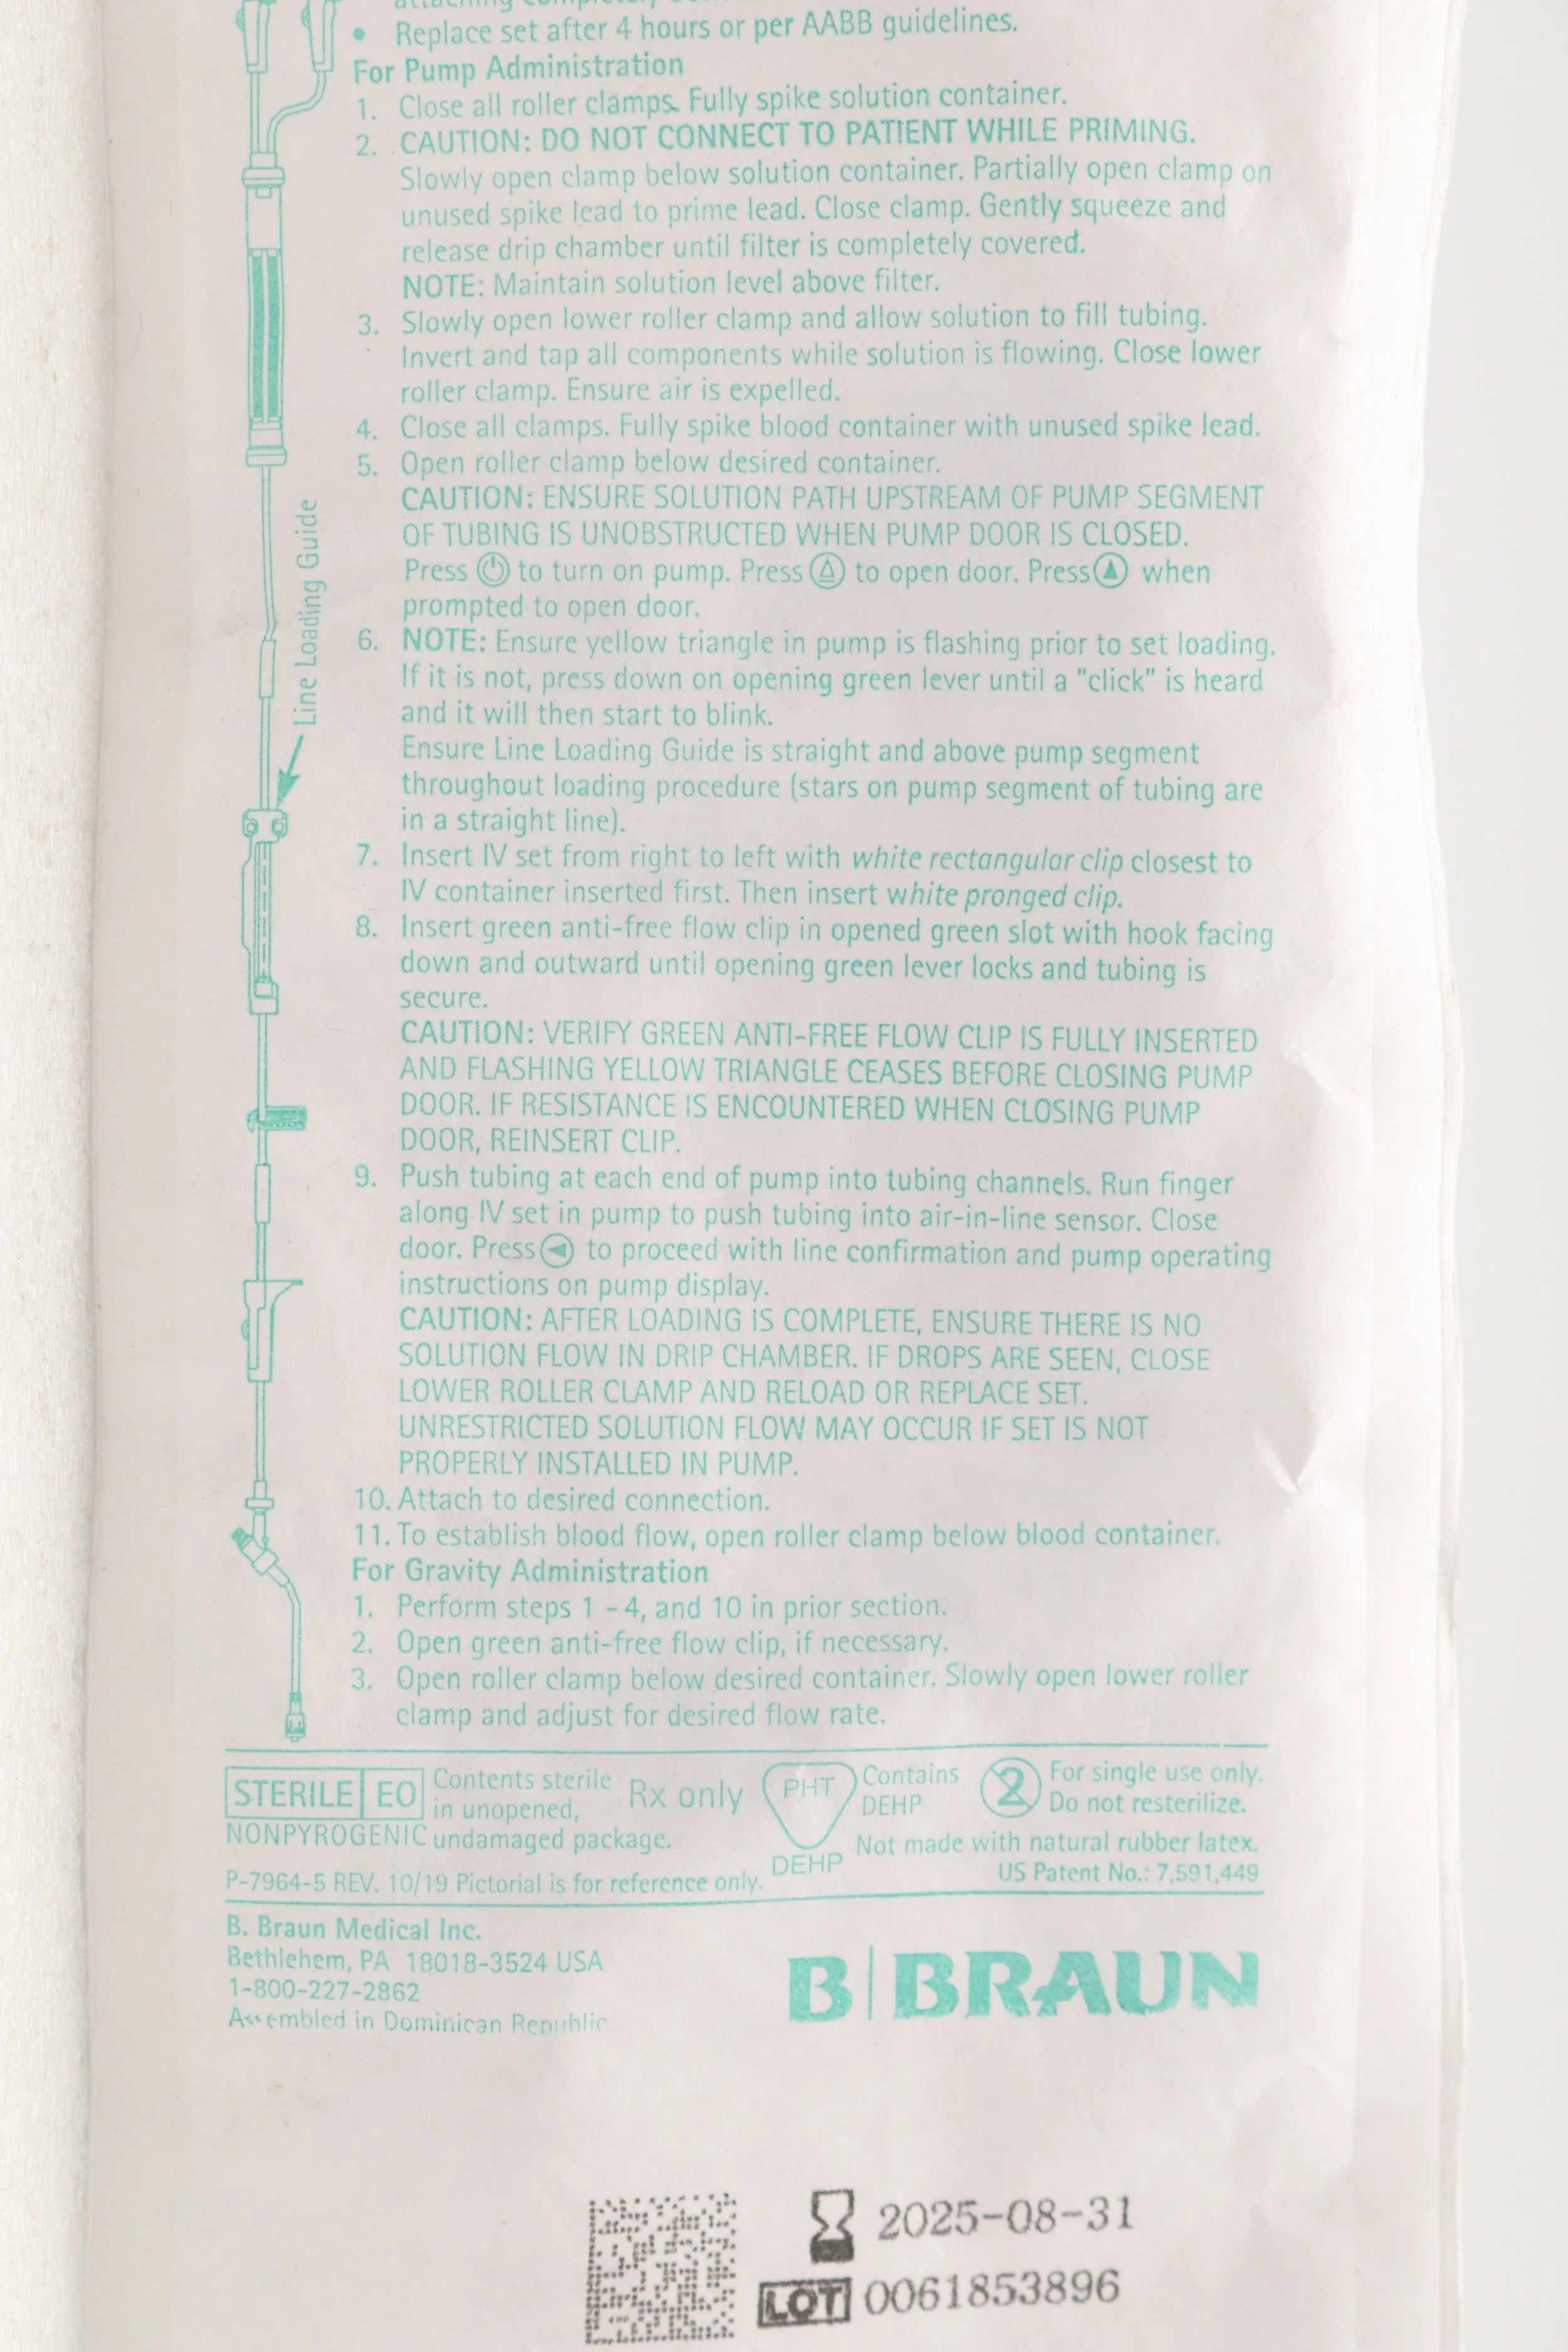 attaching completely
• Replace set after 4 hours or per AABB guidelines.
For Pump Administration
1. Close all roller clamps. Fully spike solution container.
2. CAUTION: DO NOT CONNECT TO PATIENT WHILE PRIMING.
Slowly open clamp below solution container. Partially open clamp on
unused spike lead to prime lead. Close clamp. Gently squeeze and
release drip chamber until filter is completely covered.
NOTE: Maintain solution level above filter.
3. Slowly open lower roller clamp and allow solution to fill tubing.
Invert and tap all components while solution is flowing. Close lower
roller clamp. Ensure air is expelled.
4. Close all clamps. Fully spike blood container with unused spike lead.
5. Open roller clamp below desired container.
CAUTION: ENSURE SOLUTION PATH UPSTREAM OF PUMP SEGMENT
OF TUBING IS UNOBSTRUCTED WHEN PUMP DOOR IS CLOSED.
Press to turn on pump. Press to open door. Press when
prompted to open door.
Line Loading Guide
6. NOTE: Ensure yellow triangle in pump is flashing prior to set loading.
If it is not, press down on opening green lever until a "click" is heard
and it will then start to blink.
Ensure Line Loading Guide is straight and above pump segment
throughout loading procedure (stars on pump segment of tubing are
in a straight line).
7. Insert IV set from right to left with white rectangular clip closest to
IV container inserted first. Then insert white pronged clip.
8. Insert green anti-free flow clip in opened green slot with hook facing
down and outward until opening green lever locks and tubing is
secure.
CAUTION: VERIFY GREEN ANTI-FREE FLOW CLIP IS FULLY INSERTED
AND FLASHING YELLOW TRIANGLE CEASES BEFORE CLOSING PUMP
DOOR. IF RESISTANCE IS ENCOUNTERED WHEN CLOSING PUMP
DOOR, REINSERT CLIP.
9. Push tubing at each end of pump into tubing channels. Run finger
along IV set in pump to push tubing into air-in-line sensor. Close
door. Press to proceed with line confirmation and pump operating
instructions on pump display.
CAUTION: AFTER LOADING IS COMPLETE, ENSURE THERE IS NO
SOLUTION FLOW IN DRIP CHAMBER. IF DROPS ARE SEEN, CLOSE
LOWER ROLLER CLAMP AND RELOAD OR REPLACE SET.
UNRESTRICTED SOLUTION FLOW MAY OCCUR IF SET IS NOT
PROPERLY INSTALLED IN PUMP.
10. Attach to desired connection.
11. To establish blood flow, open roller clamp below blood container.
For Gravity Administration
1. Perform steps 1 - 4, and 10 in prior section.
2. Open green anti-free flow clip, if necessary.
3. Open roller clamp below desired container. Slowly open lower roller
clamp and adjust for desired flow rate.
STERILE EO
NONPYROGENIC
Contents sterile
in unopened,
undamaged package.
Rx only
PHT
DEHP
Contains
DEHP
2
For single use only.
Do not resterilize.
Not made with natural rubber latex.
P-7964-5 REV. 10/19 Pictorial is for reference only.
US Patent No.: 7,591,449
B. Braun Medical Inc.
Bethlehem, PA 18018-3524 USA
1-800-227-2862
Assembled in Dominican Republic
B|BRAUN
2025-08-31
LOT 0061853896